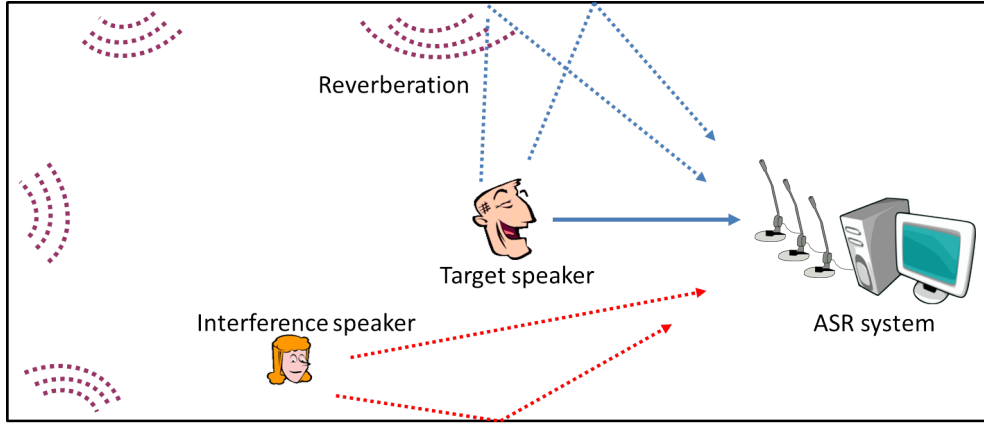 Reverberation
Target speaker
Interference speaker
ASR system